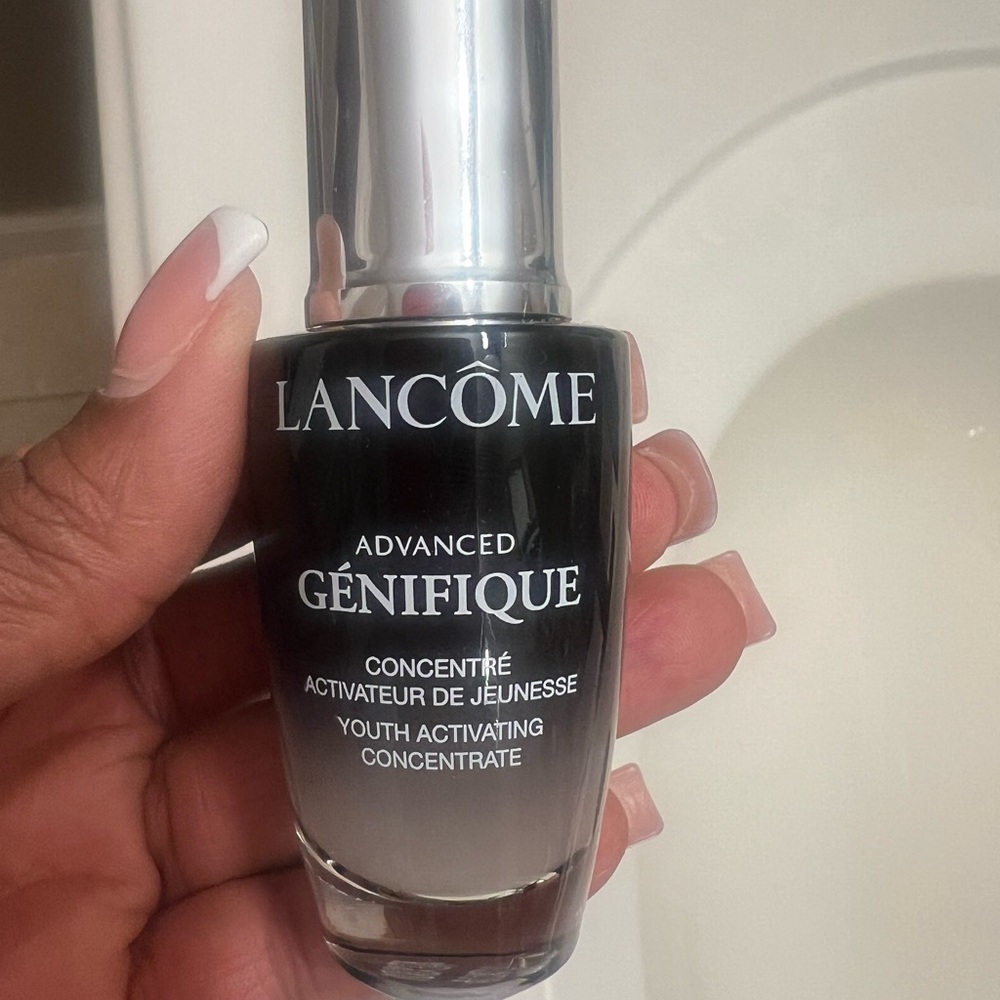 LANCÔME
ADVANCED
GÉNIFIQUE
CONCENTRÉ
ACTIVATEUR DE JEUNESSE
YOUTH ACTIVATING
CONCENTRATE